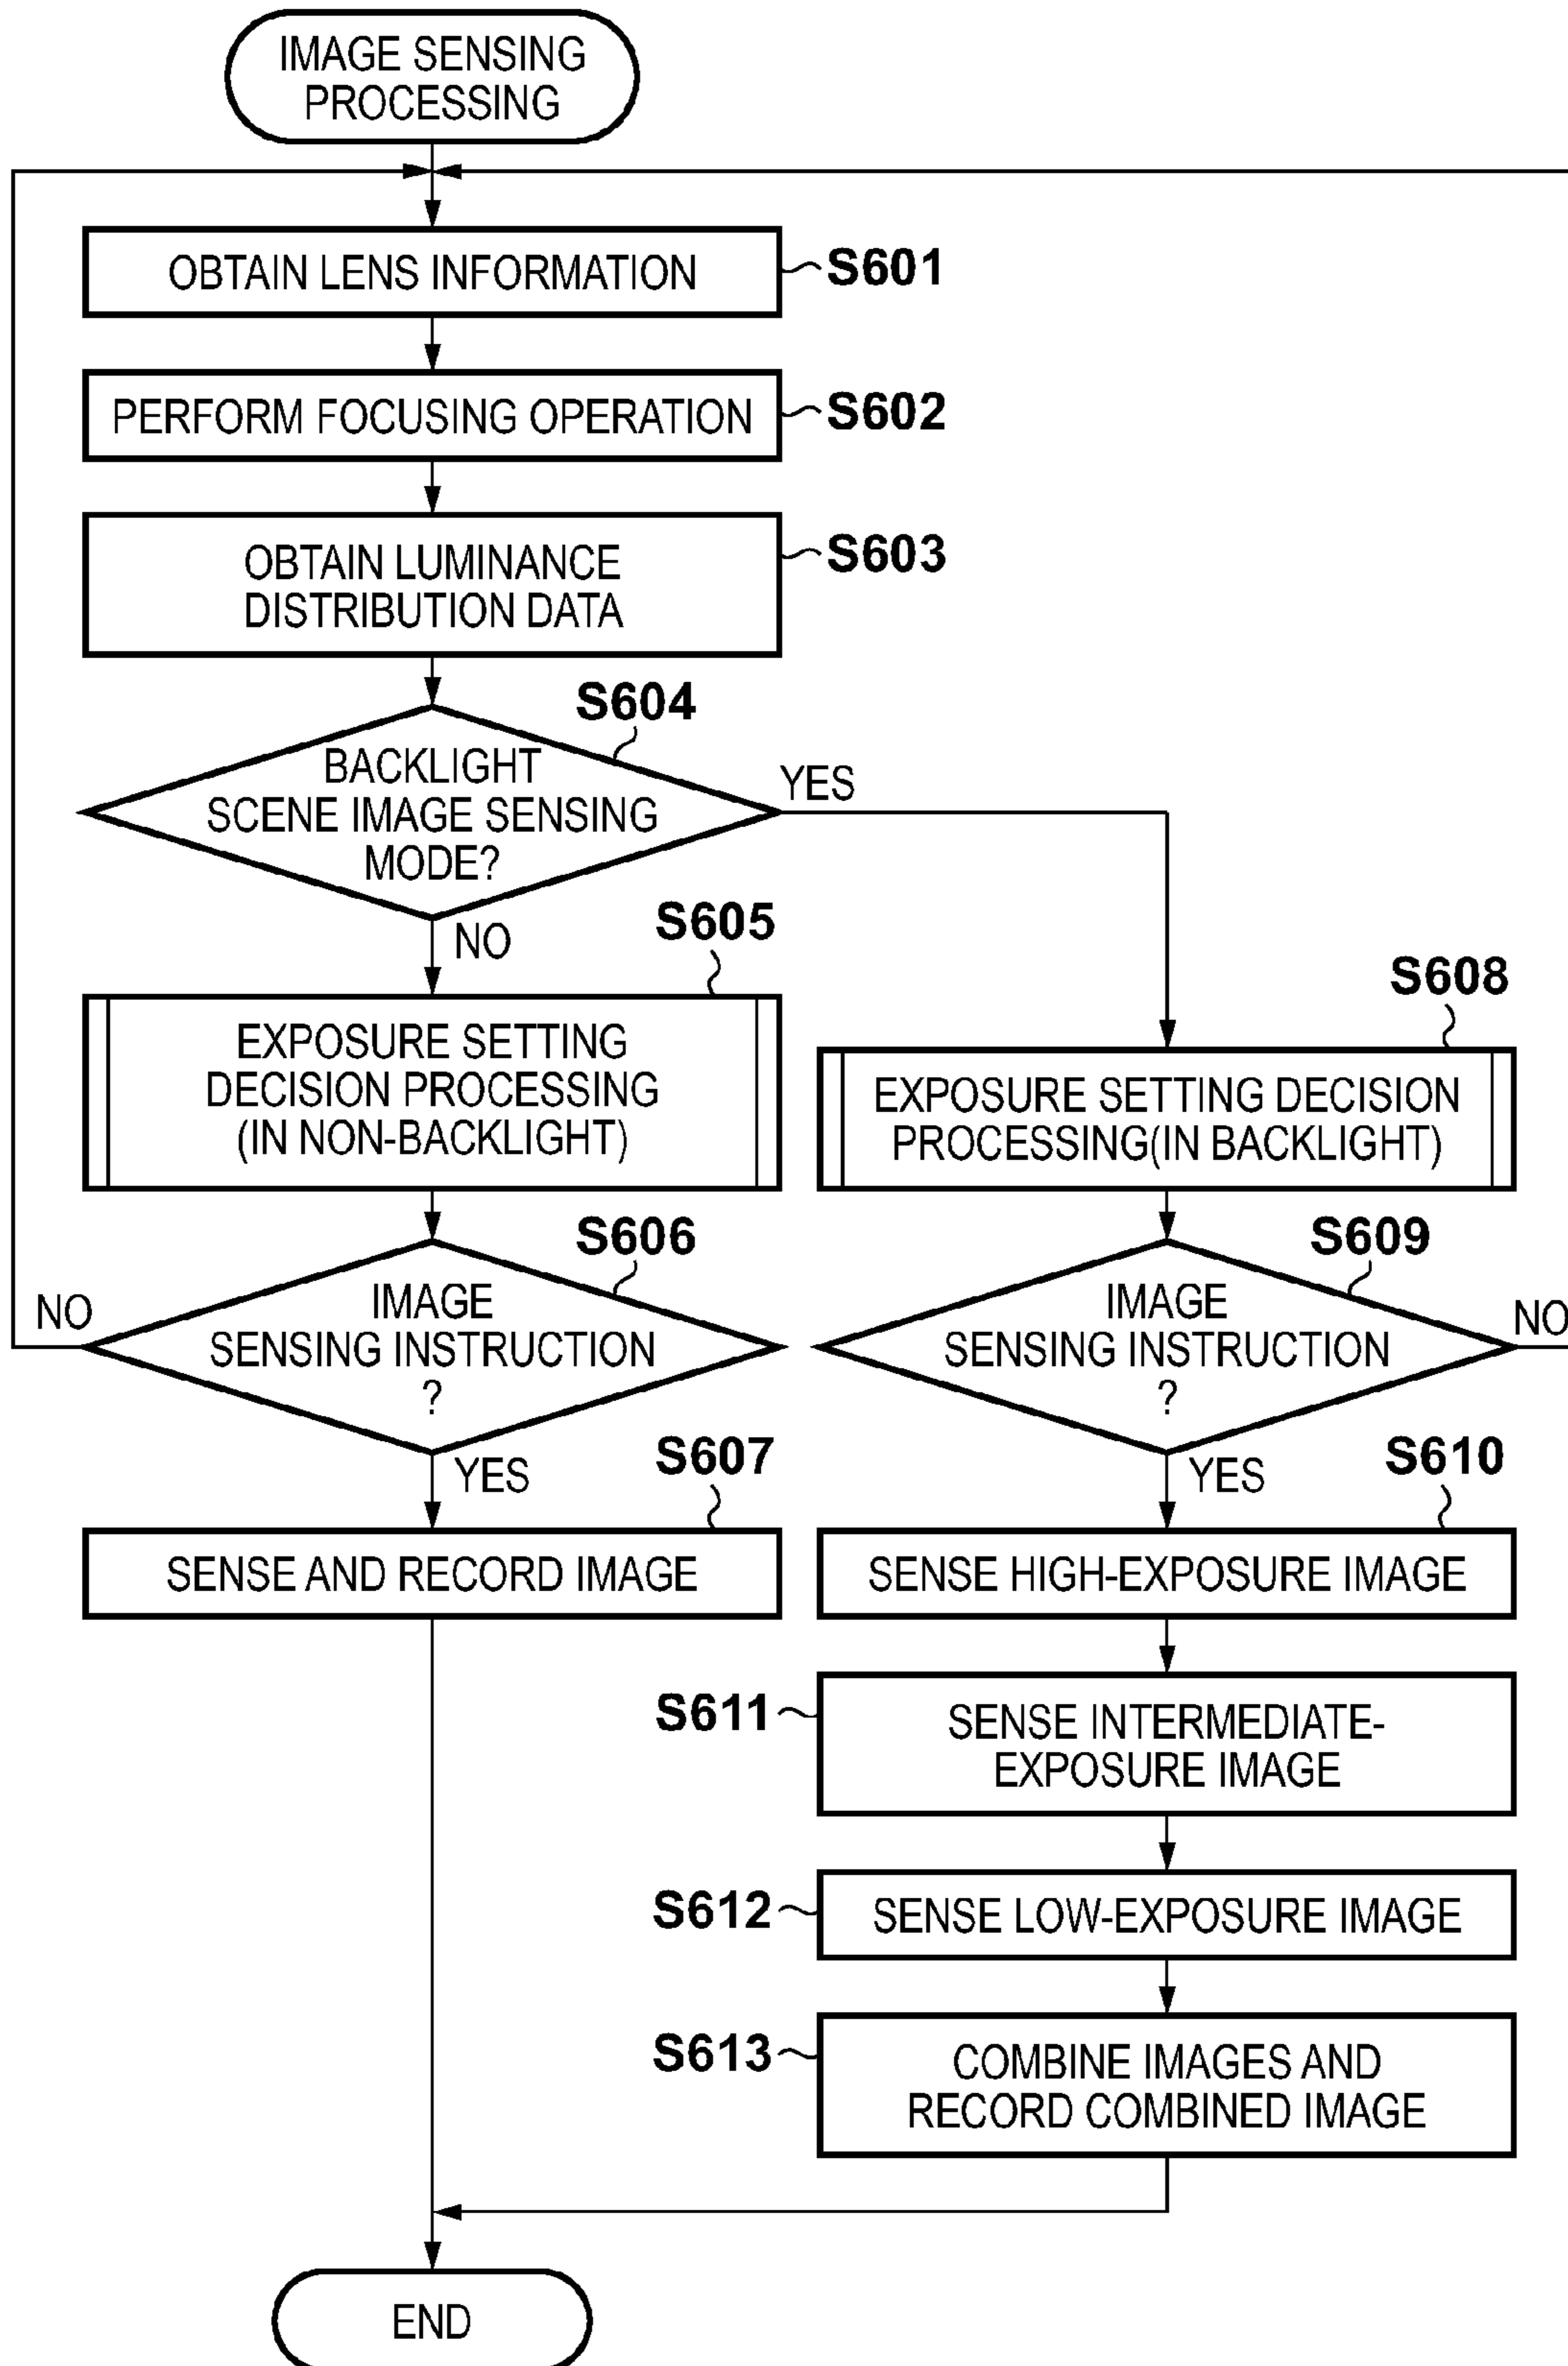 IMAGE SENSING
PROCESSING
OBTAIN LENS INFORMATION
S601
PERFORM FOCUSING OPERATION
S602
OBTAIN LUMINANCE
DISTRIBUTION DATA
S603
S604
BACKLIGHT
SCENE IMAGE SENSING
MODE?
YES
NO
S605
EXPOSURE SETTING
DECISION PROCESSING
(IN NON-BACKLIGHT)
S608
EXPOSURE SETTING DECISION
PROCESSING(IN BACKLIGHT)
S606
IMAGE
SENSING INSTRUCTION
?
NO
YES
S609
IMAGE
SENSING INSTRUCTION
?
NO
YES
S607
SENSE AND RECORD IMAGE
S610
SENSE HIGH-EXPOSURE IMAGE
S611
SENSE INTERMEDIATE-
EXPOSURE IMAGE
S612
SENSE LOW-EXPOSURE IMAGE
S613
COMBINE IMAGES AND
RECORD COMBINED IMAGE
END